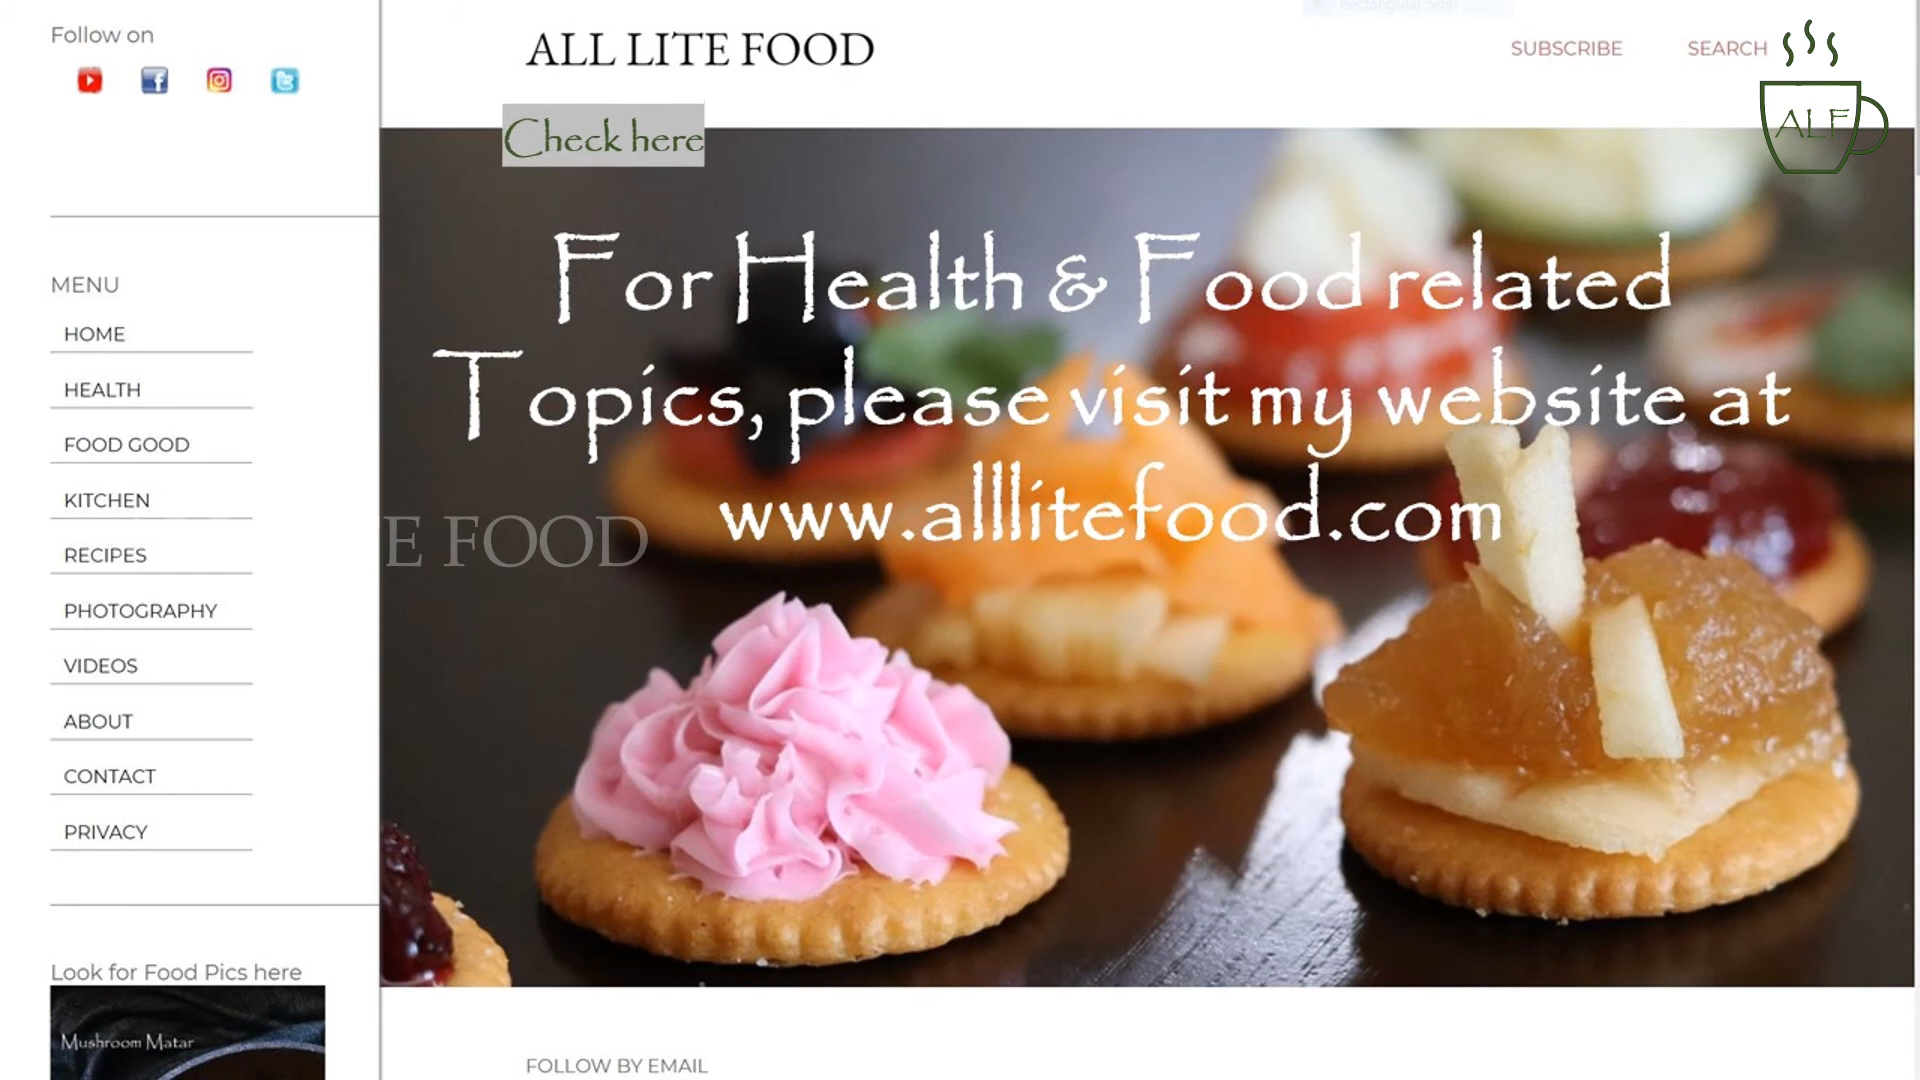 Follow on
ALL LITE FOOD
SUBSCRIBE
SEARCH
ALF
Check here
For Health & Food related
Topics, please visit my website at
www.alllitefood.com
E FOOD
MENU
HOME
HEALTH
FOOD GOOD
KITCHEN
RECIPES
PHOTOGRAPHY
VIDEOS
ABOUT
CONTACT
PRIVACY
Look for Food Pics here
Mushroom Matar
FOLLOW BY EMAIL